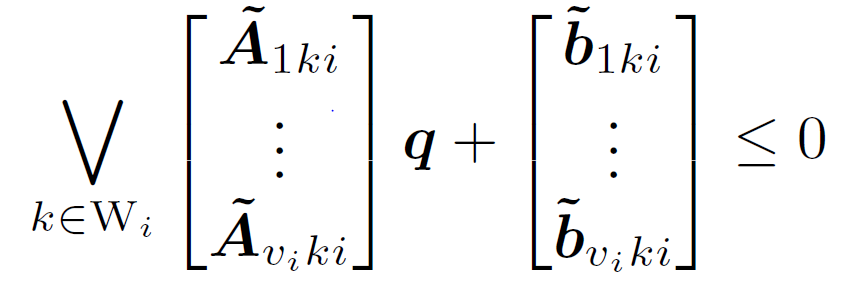 $$\bigvee_{k \in \mathrm{W}_i} \begin{bmatrix} \tilde{\boldsymbol{A}}_{1ki} \\ \vdots \\ \tilde{\boldsymbol{A}}_{v_i ki} \end{bmatrix} \boldsymbol{q} + \begin{bmatrix} \tilde{\boldsymbol{b}}_{1ki} \\ \vdots \\ \tilde{\boldsymbol{b}}_{v_i ki} \end{bmatrix} \leq 0$$